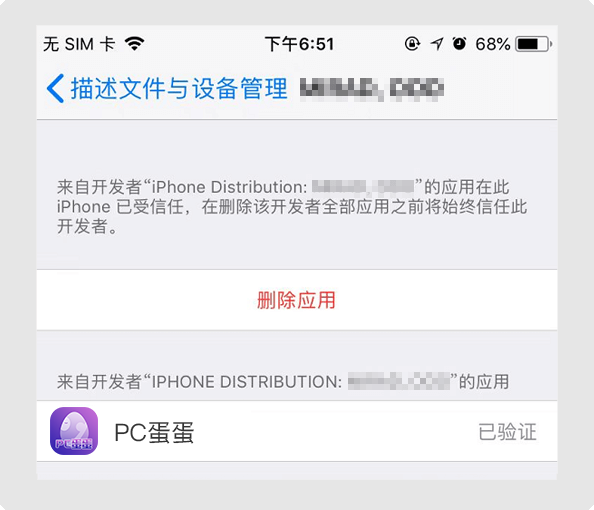 无 SIM 卡 下午6:51 68%
描述文件与设备管理
来自开发者“iPhone Distribution: ”的应用在此
iPhone 已受信任，在删除该开发者全部应用之前将始终信任此
开发者。
删除应用
来自开发者“IPHONE DISTRIBUTION: ”的应用
PC蛋蛋
PC蛋蛋 已验证